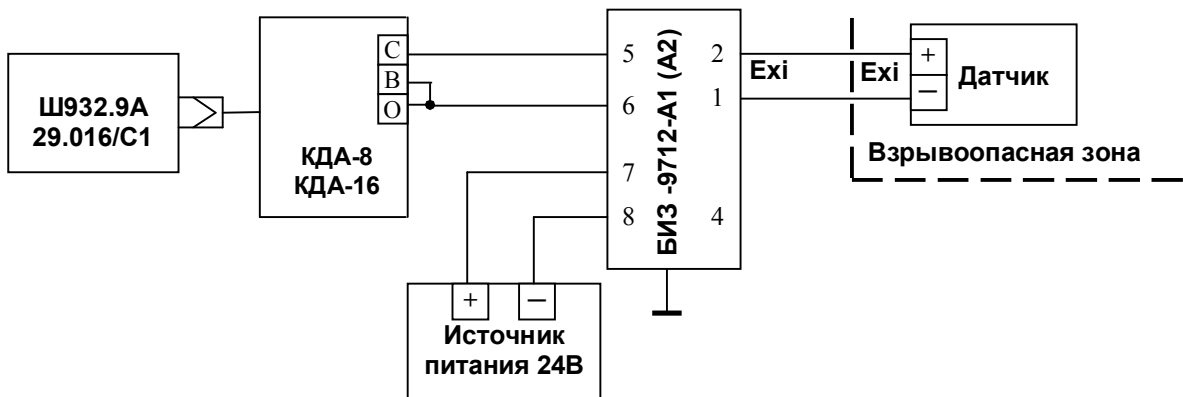 Ш932.9А
29.016/С1
С
В
О
КДА-8
КДА-16
5
6
7
8
БИЗ -9712-А1 (А2)
2
1
4
Exi
Exi
+
−
Датчик
Взрывоопасная зона
+
−
Источник
питания 24В